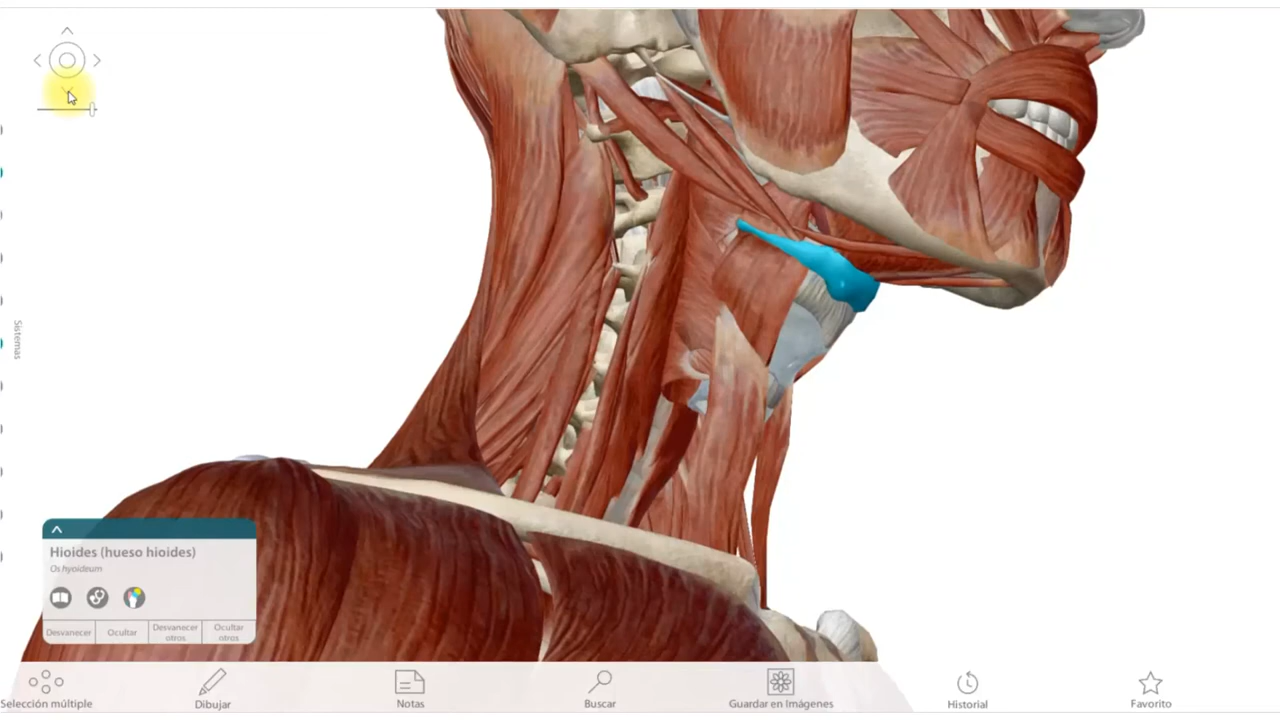 Sistemas
Hioides (hueso hioides)
Os hyoideum
Desvanecer
Ocultar
Desvanecer
otros
Ocultar
otros
Selección múltiple
Dibujar
Notas
Buscar
Guardar en Imágenes
Historial
Favorito